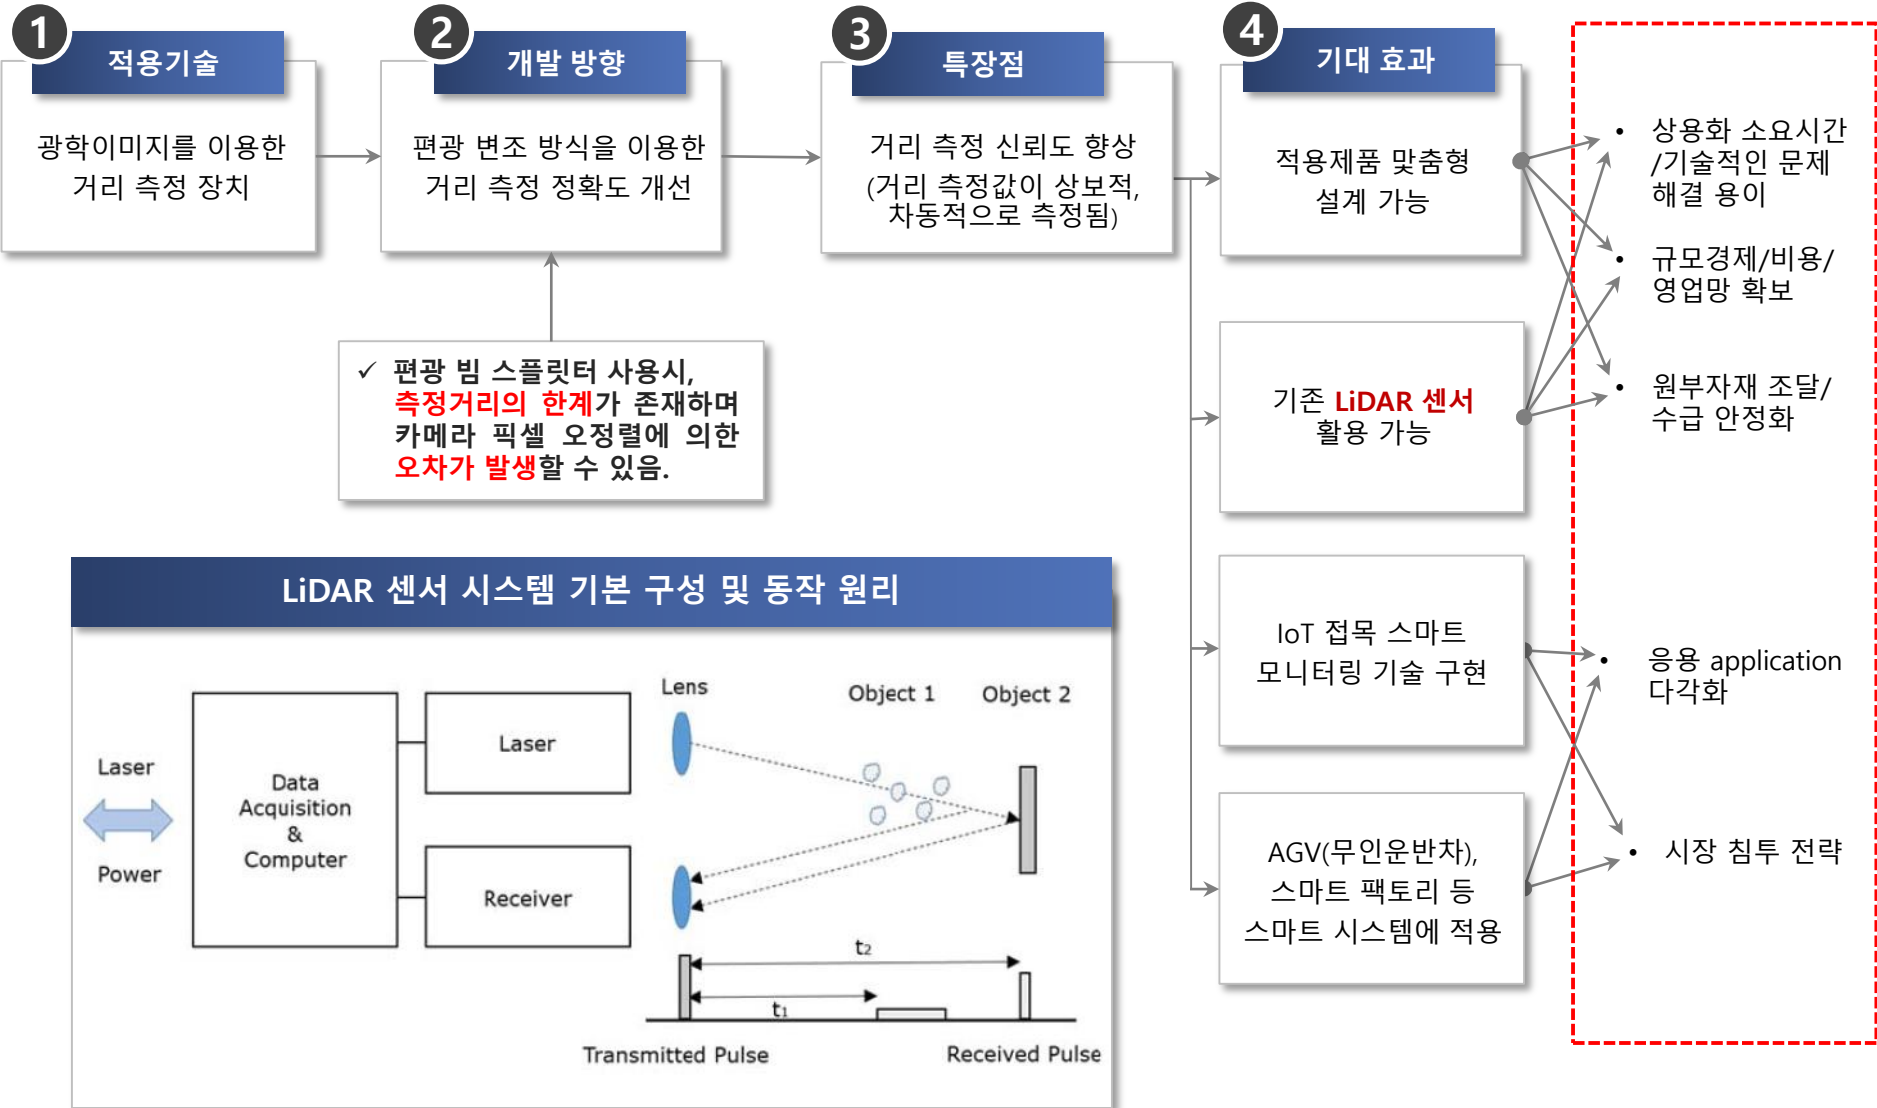 1
적용기술
광학이미지를 이용한
거리 측정 장치
2
개발 방향
편광 변조 방식을 이용한
거리 측정 정확도 개선
✓ 편광 빔 스플릿터 사용시,
측정거리의 한계가 존재하며
카메라 픽셀 오정렬에 의한
오차가 발생할 수 있음.
3
특장점
거리 측정 신뢰도 향상
(거리 측정값이 상보적,
차동적으로 측정됨)
4
기대 효과
적용제품 맞춤형
설계 가능
기존 LiDAR 센서
활용 가능
IoT 접목 스마트
모니터링 기술 구현
AGV(무인운반차),
스마트 팩토리 등
스마트 시스템에 적용
• 상용화 소요시간
/기술적인 문제
해결 용이
• 규모경제/비용/
영업망 확보
• 원부자재 조달/
수급 안정화
• 응용 application
다각화
• 시장 침투 전략
LiDAR 센서 시스템 기본 구성 및 동작 원리
Laser
Power
Data
Acquisition
&
Computer
Laser
Receiver
Lens
Object 1
Object 2
t2
t1
Transmitted Pulse
Received Pulse